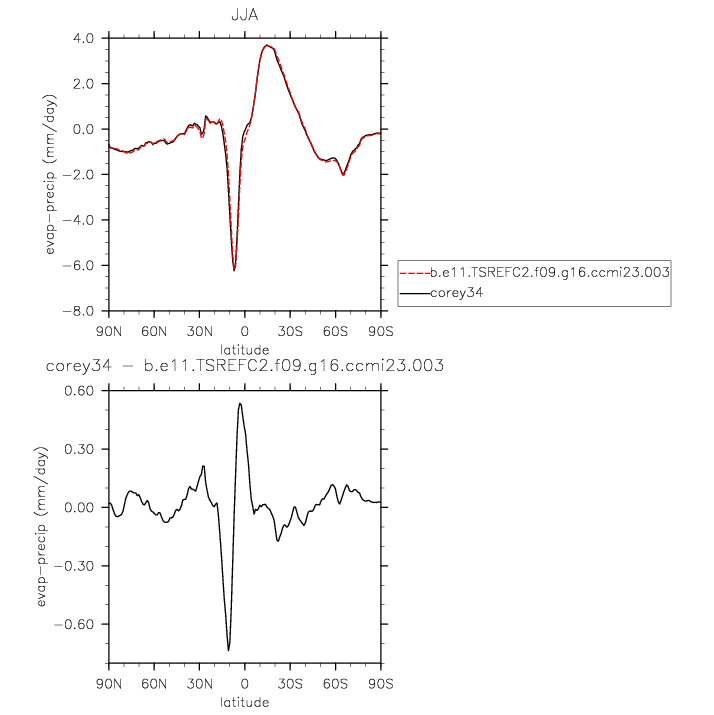 JJA
4.0
2.0
0.0
−2.0
−4.0
−6.0
−8.0
evap−precip (mm/day)
90N 60N 30N 0 30S 60S 90S
latitude
b.e11.TSREFC2.f09.g16.ccmi23.003
corey34
corey34 − b.e11.TSREFC2.f09.g16.ccmi23.003
0.60
0.30
0.00
−0.30
−0.60
evap−precip (mm/day)
90N 60N 30N 0 30S 60S 90S
latitude